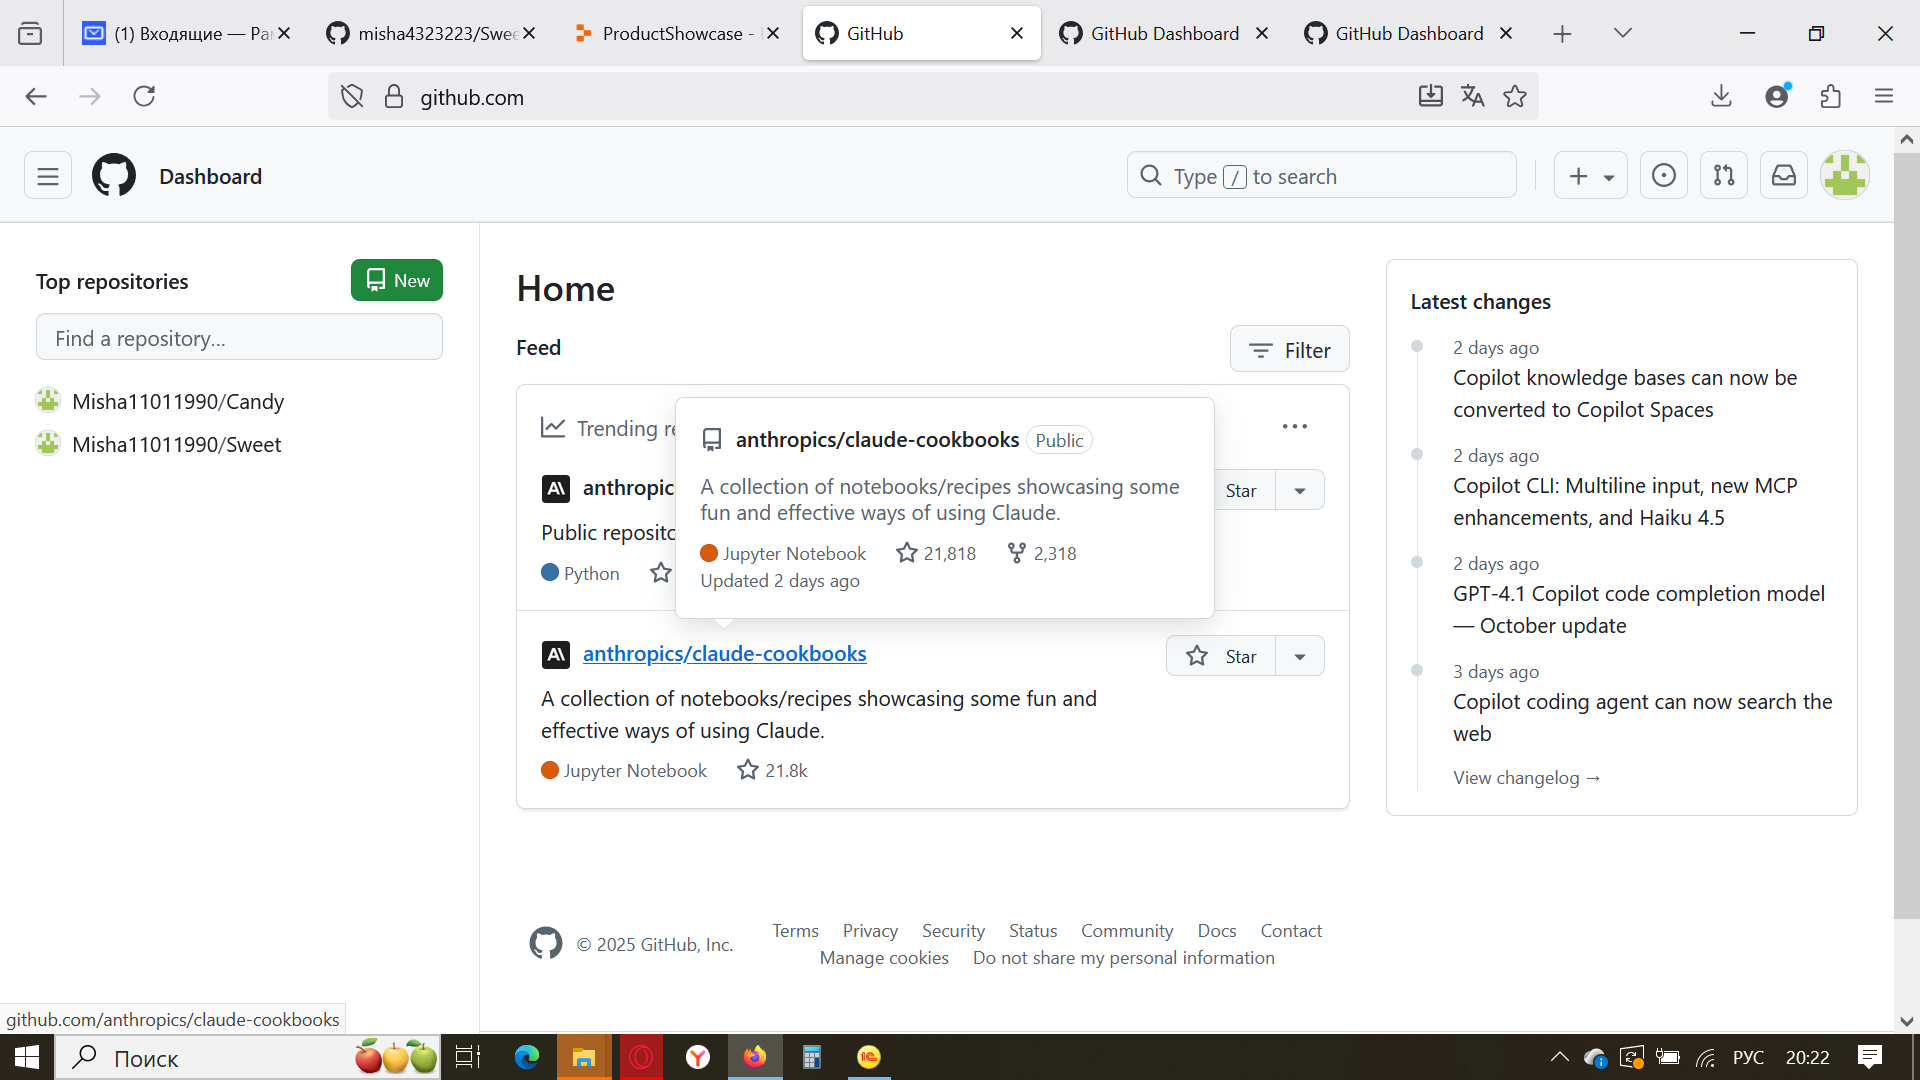 (1) Входящие — Ра
misha4323223/Swee
ProductShowcase -
GitHub
GitHub Dashboard
GitHub Dashboard
github.com
Dashboard
Type / to search
Top repositories
New
Find a repository...
Misha11011990/Candy
Misha11011990/Sweet
Home
Feed
Filter
Trending re
anthropics/claude-cookbooks Public
A collection of notebooks/recipes showcasing some
fun and effective ways of using Claude.
Jupyter Notebook 21,818 2,318
Updated 2 days ago
anthropic
Star
Public reposito
Python
anthropics/claude-cookbooks
Star
A collection of notebooks/recipes showcasing some fun and
effective ways of using Claude.
Jupyter Notebook 21.8k
Latest changes
2 days ago
Copilot knowledge bases can now be
converted to Copilot Spaces
2 days ago
Copilot CLI: Multiline input, new MCP
enhancements, and Haiku 4.5
2 days ago
GPT-4.1 Copilot code completion model
— October update
3 days ago
Copilot coding agent can now search the
web
View changelog →
© 2025 GitHub, Inc.
Terms Privacy Security Status Community Docs Contact
Manage cookies Do not share my personal information
github.com/anthropics/claude-cookbooks
Поиск
РУС 20:22